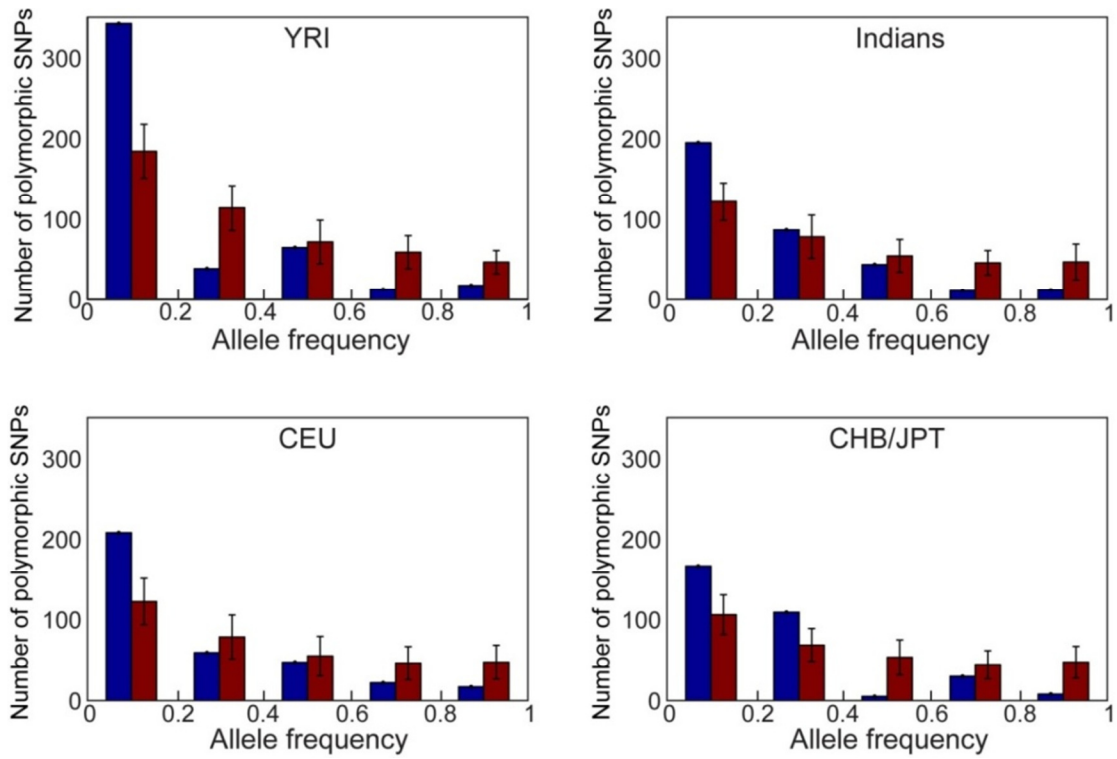 YRI
Number of polymorphic SNPs
300
200
100
0
0 0.2 0.4 0.6 0.8 1
Allele frequency
Indians
Number of polymorphic SNPs
300
200
100
0
0 0.2 0.4 0.6 0.8 1
Allele frequency
CEU
Number of polymorphic SNPs
300
200
100
0
0 0.2 0.4 0.6 0.8 1
Allele frequency
CHB/JPT
Number of polymorphic SNPs
300
200
100
0
0 0.2 0.4 0.6 0.8 1
Allele frequency